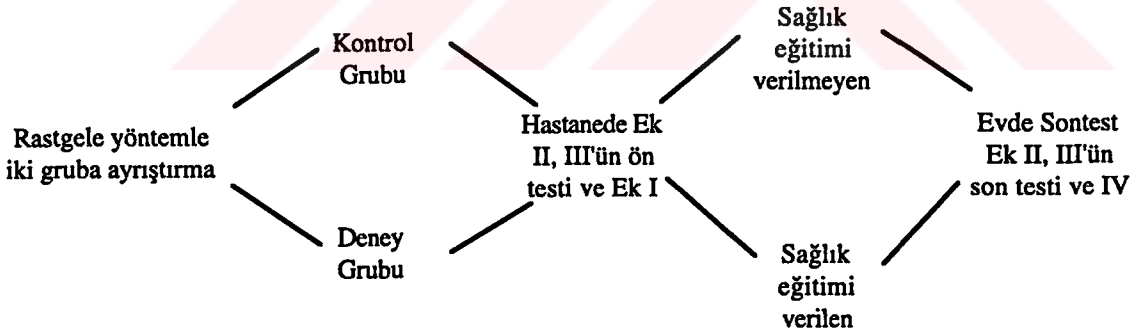 Rastgele yöntemle
iki gruba ayrıştırma
Kontrol
Grubu
Deney
Grubu
Hastanede Ek
II, III'ün ön
testi ve Ek I
Sağlık
eğitimi
verilmeyen
Sağlık
eğitimi
verilen
Evde Sontest
Ek II, III'ün
son testi ve IV